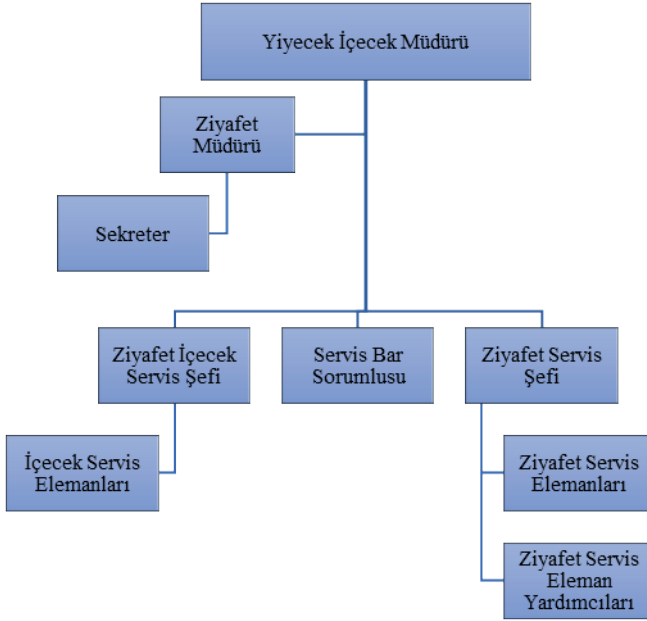 Yiyecek İçecek Müdürü
Ziyafet
Müdürü
Sekreter
Ziyafet İçecek
Servis Şefi
Servis Bar
Sorumlusu
Ziyafet Servis
Şefi
İçecek Servis
Elemanları
Ziyafet Servis
Elemanları
Ziyafet Servis
Eleman
Yardımcıları